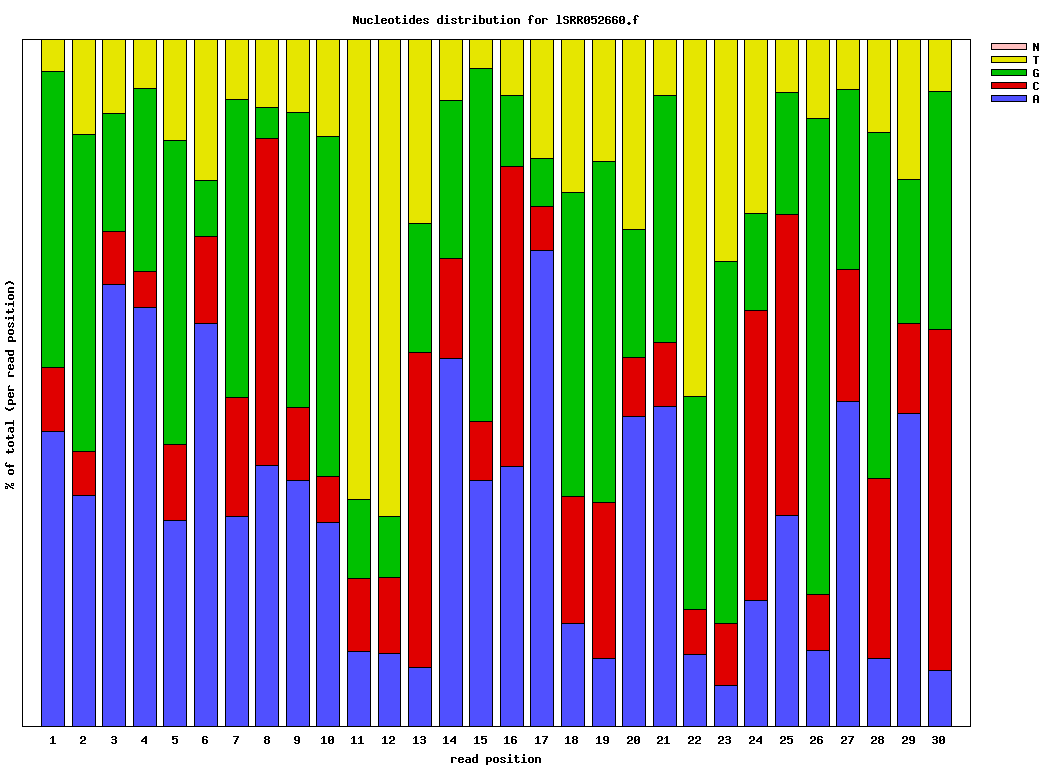 Nucleotides distribution for lSRR052660.f
N
T
G
C
A
% of total (per read position)
1 2 3 4 5 6 7 8 9 10 11 12 13 14 15 16 17 18 19 20 21 22 23 24 25 26 27 28 29 30
read position